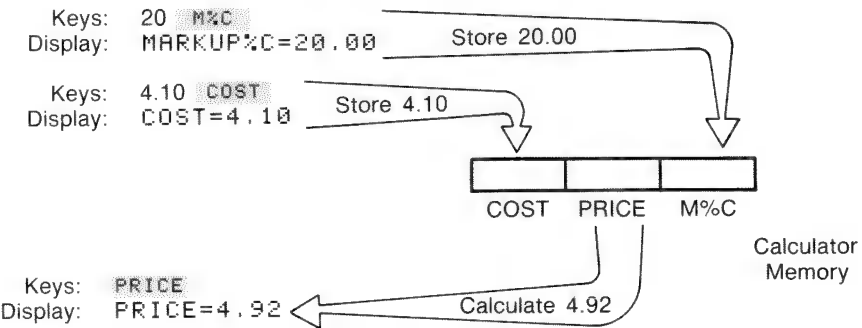 Keys: 20 M%C
Display: MARKUP%C=20.00
Store 20.00
Keys: 4.10 COST
Display: COST=4.10
Store 4.10
COST PRICE M%C
Calculator
Memory
Keys: PRICE
Display: PRICE=4.92
Calculate 4.92